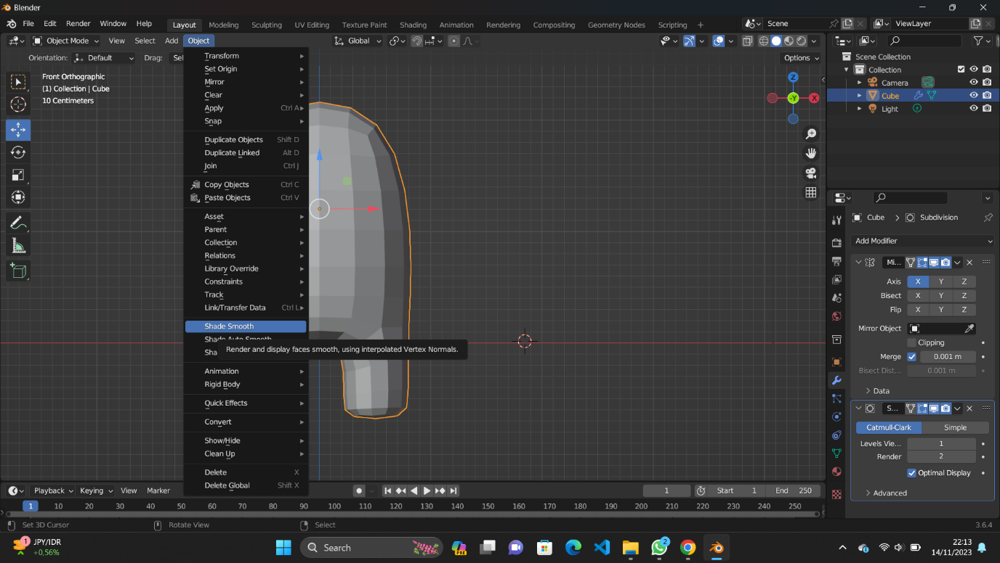 Blender
File Edit Render Window Help Layout Modeling Sculpting UV Editing Texture Paint Shading Animation Rendering Compositing Geometry Nodes Scripting Scene ViewLayer
Object Mode View Select Add Object Global
Orientation: Default Drag: Sel Options
Front Orthographic
(1) Collection | Cube
10 Centimeters
Transform
Set Origin
Mirror
Clear
Apply Ctrl A
Snap
Duplicate Objects Shift D
Duplicate Linked Alt D
Join Ctrl J
Copy Objects Ctrl C
Paste Objects Ctrl V
Asset
Parent
Collection
Relations
Library Override
Constraints
Track
Link/Transfer Data Ctrl L
Shade Smooth
Shade Auto Smooth
Sha
Render and display faces smooth, using interpolated Vertex Normals.
Animation
Rigid Body
Quick Effects
Convert
Show/Hide
Clean Up
Delete X
Delete Global Shift X
Z
X
-Y
Scene Collection
Collection
Camera
Cube
Light
Cube Subdivision
Add Modifier
Mi...
Axis X Y Z
Bisect X Y Z
Flip X Y Z
Mirror Object
Clipping
Merge 0.001 m
Bisect Dist... 0.001 m
Data
S...
Catmull-Clark Simple
Levels Vie... 1
Render 2
Optimal Display
Advanced
Playback Keying View Marker 1 Start 1 End 250
1 10 20 30 40 50 60 70 80 90 100 110 120 130 140 150 160 170 180 190 200 210 220 230 240 250
Set 3D Cursor Rotate View Select 3.6.4
1
JPY/IDR
+0,56%
Search
PRE
2
22:13
14/11/2023